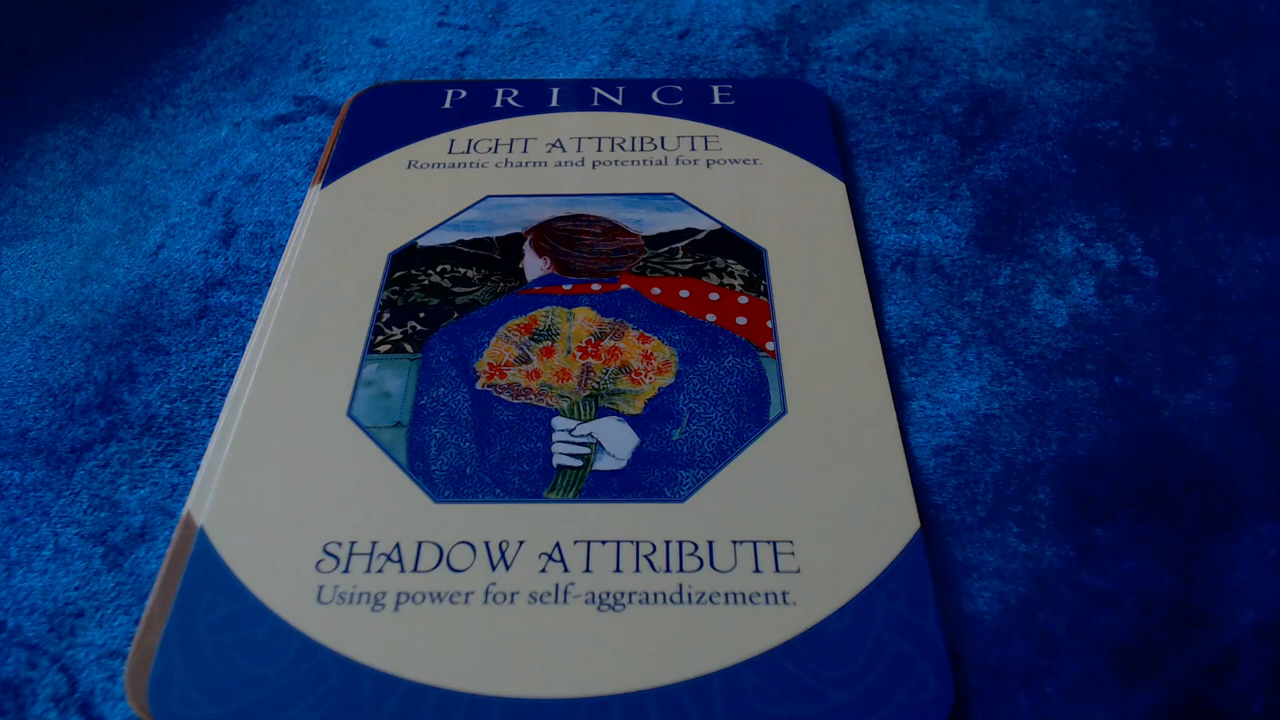 PRINCE
LIGHT ATTRIBUTE
Romantic charm and potential for power.
SHADOW ATTRIBUTE
Using power for self-aggrandizement.